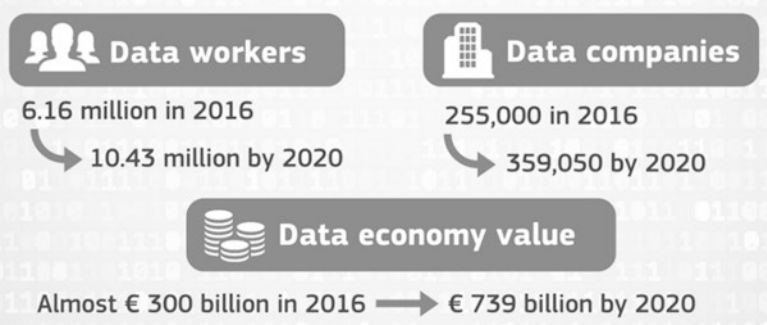 Data workers
6.16 million in 2016
10.43 million by 2020
Data companies
255,000 in 2016
359,050 by 2020
Data economy value
Almost € 300 billion in 2016
€ 739 billion by 2020